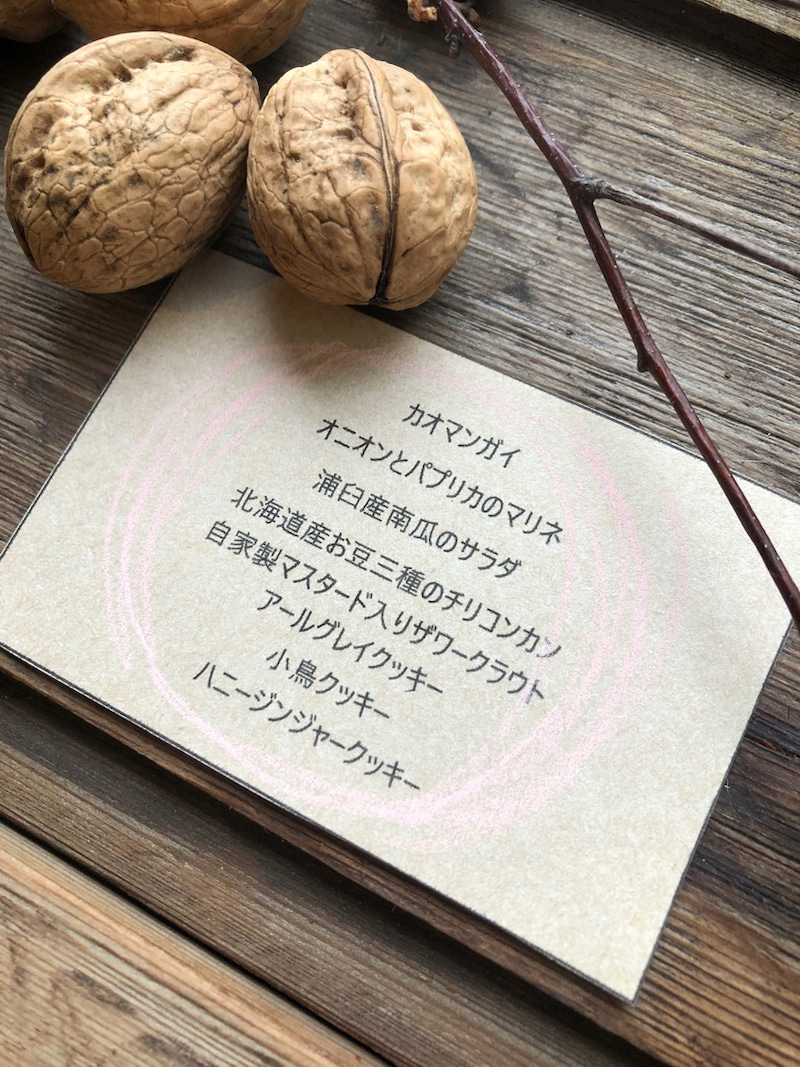 カオマンガイ
オニオンとパプリカのマリネ
浦臼産南瓜のサラダ
北海道産お豆三種のチリコンカン
自家製マスタード入りザワークラウト
アールグレイクッキー
小鳥クッキー
ハニージンジャークッキー